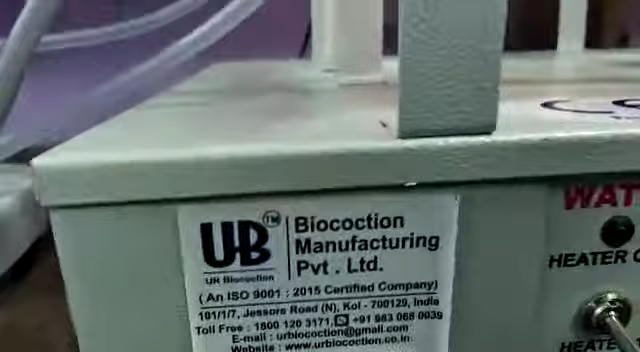 UB TM
UR Biocoction
Biocoction
Manufacturing
Pvt . Ltd.
( An ISO 9001 : 2015 Certified Company)
101/1/7, Jessore Road (N), Kol - 700129, India
Toll Free : 1800 120 3171, +91 983 068 0039
E-mail : urbiocoction@gmail.com
Website : www.urbiocoction.co.in
WAT
HEATER
HEATE